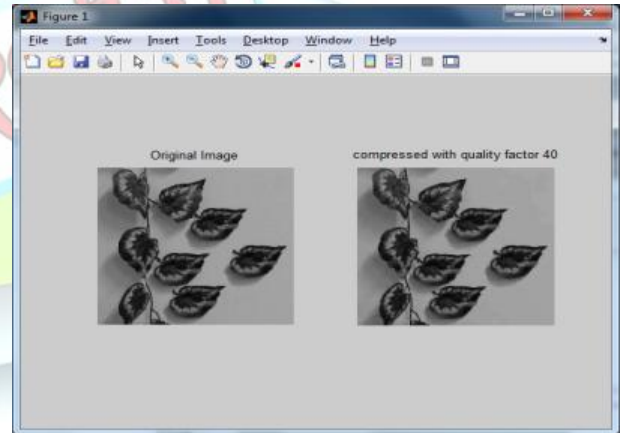 Figure 1
File Edit View Insert Tools Desktop Window Help
Original Image
compressed with quality factor 40